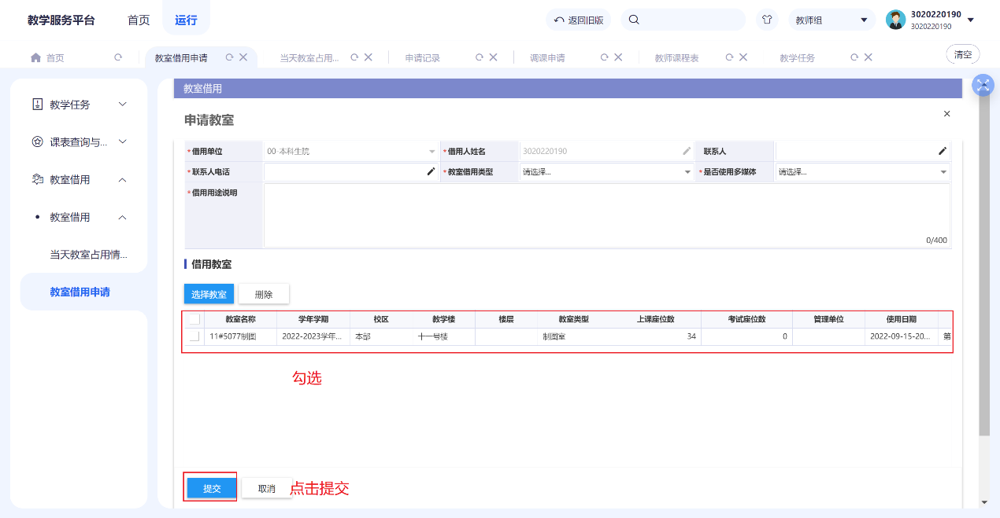 教学服务平台 首页 运行 返回旧版 教师组 3020220190
3020220190
首页 教室借用申请 当天教室占用... 申请记录 调课申请 教师课程表 教学任务 清空
教学任务
课表查询与...
教室借用
教室借用
当天教室占用情...
教室借用申请
教室借用
申请教室
*借用单位 00-本科生院 *借用人姓名 3020220190 联系人
*联系人电话 *教室借用类型 请选择... *是否使用多媒体 请选择...
*借用用途说明
0/400
借用教室
选择教室 删除
教室名称 学年学期 校区 教学楼 楼层 教室类型 上课座位数 考试座位数 管理单位 使用日期
11#5077制图 2022-2023学年... 本部 十一号楼 制图室 34 0 2022-09-15-20... 第
勾选
提交 取消 点击提交